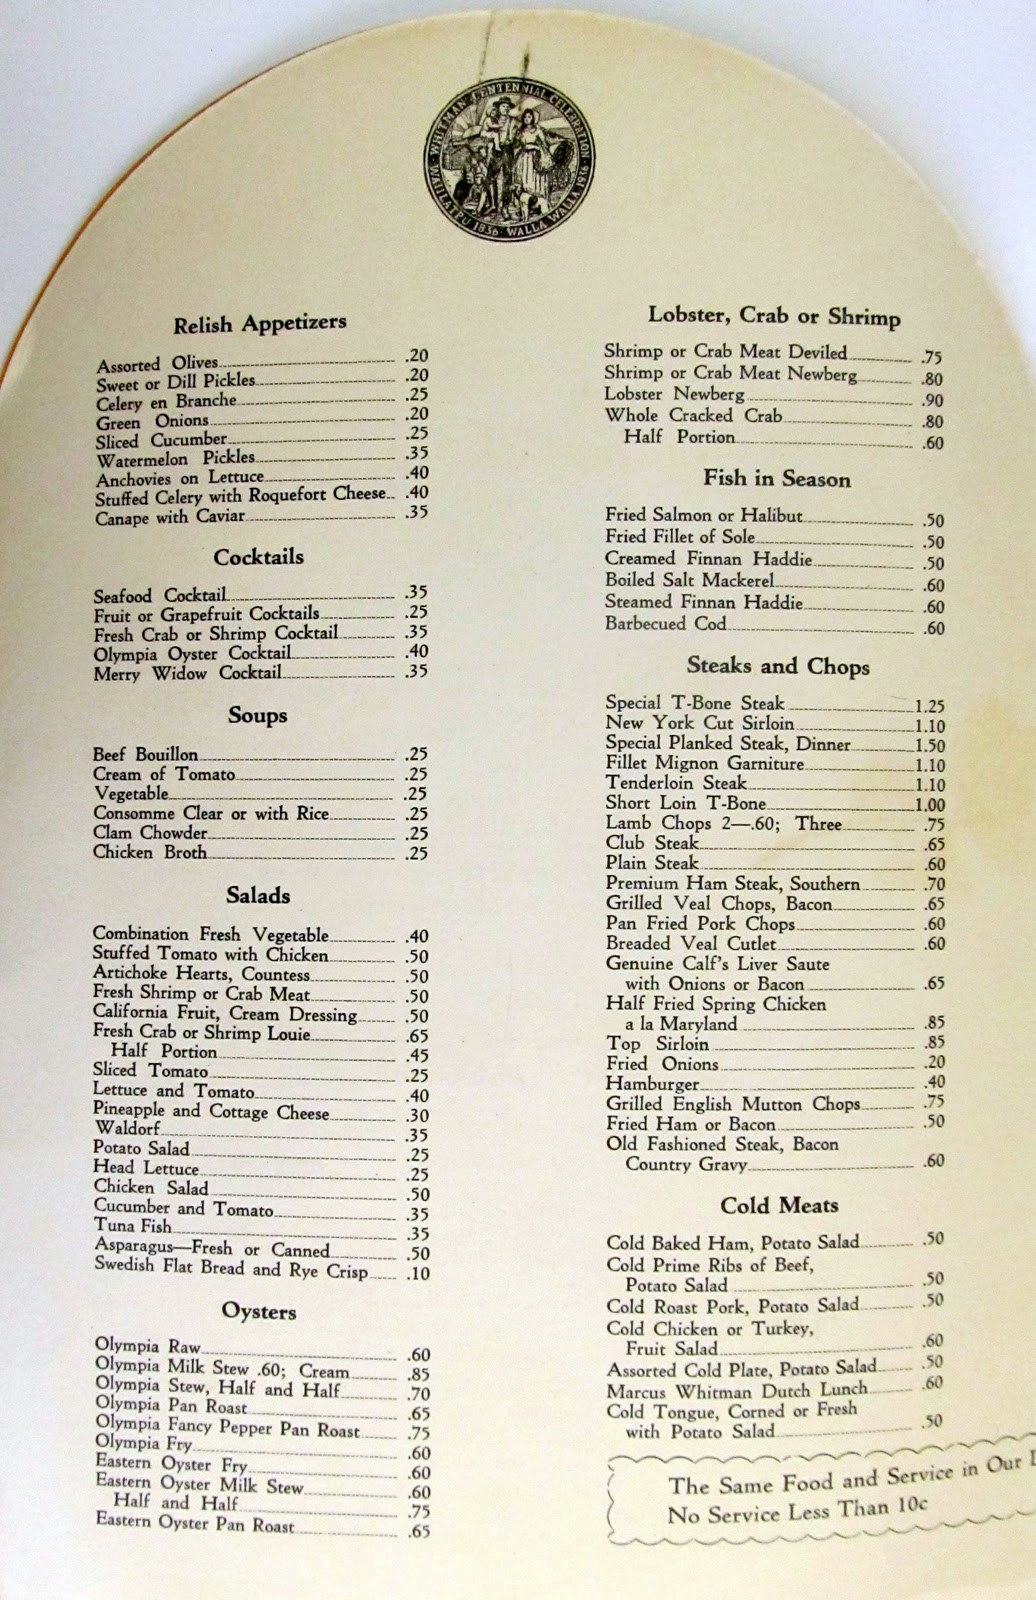 WHITMAN CENTENNIAL CELEBRATION
WAIILATPU 1836 · WALLA WALLA 1936
Relish Appetizers
Assorted Olives .20
Sweet or Dill Pickles .20
Celery en Branche .25
Green Onions .20
Sliced Cucumber .25
Watermelon Pickles .35
Anchovies on Lettuce .40
Stuffed Celery with Roquefort Cheese .40
Canape with Caviar .35
Cocktails
Seafood Cocktail .35
Fruit or Grapefruit Cocktails .25
Fresh Crab or Shrimp Cocktail .35
Olympia Oyster Cocktail .40
Merry Widow Cocktail .35
Soups
Beef Bouillon .25
Cream of Tomato .25
Vegetable .25
Consomme Clear or with Rice .25
Clam Chowder .25
Chicken Broth .25
Salads
Combination Fresh Vegetable .40
Stuffed Tomato with Chicken .50
Artichoke Hearts, Countess .50
Fresh Shrimp or Crab Meat .50
California Fruit, Cream Dressing .50
Fresh Crab or Shrimp Louie .65
Half Portion .45
Sliced Tomato .25
Lettuce and Tomato .40
Pineapple and Cottage Cheese .30
Waldorf .35
Potato Salad .25
Head Lettuce .25
Chicken Salad .50
Cucumber and Tomato .35
Tuna Fish .35
Asparagus—Fresh or Canned .50
Swedish Flat Bread and Rye Crisp .10
Oysters
Olympia Raw .60
Olympia Milk Stew .60; Cream .85
Olympia Stew, Half and Half .70
Olympia Pan Roast .65
Olympia Fancy Pepper Pan Roast .75
Olympia Fry .60
Eastern Oyster Fry .60
Eastern Oyster Milk Stew .60
Half and Half .75
Eastern Oyster Pan Roast .65
Lobster, Crab or Shrimp
Shrimp or Crab Meat Deviled .75
Shrimp or Crab Meat Newberg .80
Lobster Newberg .90
Whole Cracked Crab .80
Half Portion .60
Fish in Season
Fried Salmon or Halibut .50
Fried Fillet of Sole .50
Creamed Finnan Haddie .50
Boiled Salt Mackerel .60
Steamed Finnan Haddie .60
Barbecued Cod .60
Steaks and Chops
Special T-Bone Steak 1.25
New York Cut Sirloin 1.10
Special Planked Steak, Dinner 1.50
Fillet Mignon Garniture 1.10
Tenderloin Steak 1.10
Short Loin T-Bone 1.00
Lamb Chops 2—.60; Three .75
Club Steak .65
Plain Steak .60
Premium Ham Steak, Southern .70
Grilled Veal Chops, Bacon .65
Pan Fried Pork Chops .60
Breaded Veal Cutlet .60
Genuine Calf's Liver Saute
with Onions or Bacon .65
Half Fried Spring Chicken
a la Maryland .85
Top Sirloin .85
Fried Onions .20
Hamburger .40
Grilled English Mutton Chops .75
Fried Ham or Bacon .50
Old Fashioned Steak, Bacon
Country Gravy .60
Cold Meats
Cold Baked Ham, Potato Salad .50
Cold Prime Ribs of Beef,
Potato Salad .50
Cold Roast Pork, Potato Salad .50
Cold Chicken or Turkey,
Fruit Salad .60
Assorted Cold Plate, Potato Salad .50
Marcus Whitman Dutch Lunch .60
Cold Tongue, Corned or Fresh
with Potato Salad .50
The Same Food and Service in Our
No Service Less Than 10c